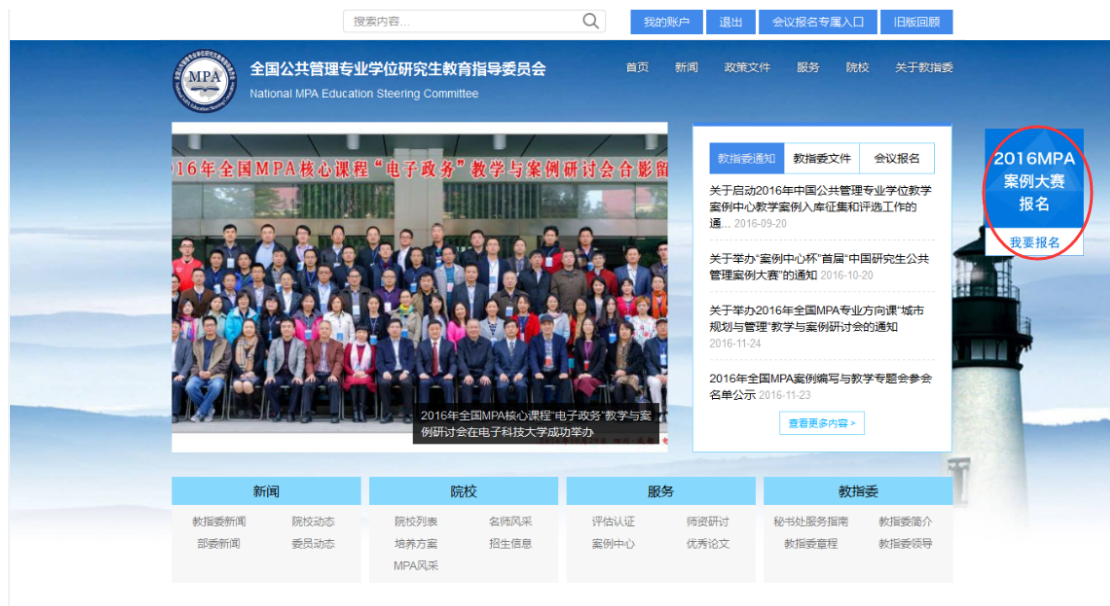 搜索内容...
我的账户
退出
会议报名专属入口
旧版回顾
MPA
全国公共管理专业学位研究生教育指导委员会
National MPA Education Steering Committee
首页
新闻
政策文件
服务
院校
关于教指委
16年全国MPA核心课程“电子政务”教学与案例研讨会合影留
2016年全国MPA核心课程“电子政务”教学与案
例研讨会在电子科技大学成功举办
教指委通知
教指委文件
会议报名
关于启动2016年中国公共管理专业学位教学
案例中心教学案例入库征集和评选工作的
通... 2016-09-20
关于举办“案例中心杯”首届“中国研究生公共
管理案例大赛”的通知 2016-10-20
关于举办2016年全国MPA专业方向课“城市
规划与管理”教学与案例研讨会的通知
2016-11-24
2016年全国MPA案例编写与教学专题会参会
名单公示 2016-11-23
查看更多内容 >
2016MPA
案例大赛
报名
我要报名
新闻
教指委新闻
院校动态
部委新闻
委员动态
院校
院校列表
名师风采
培养方案
招生信息
MPA风采
服务
评估认证
师资研讨
案例中心
优秀论文
教指委
秘书处服务指南
教指委简介
教指委章程
教指委领导